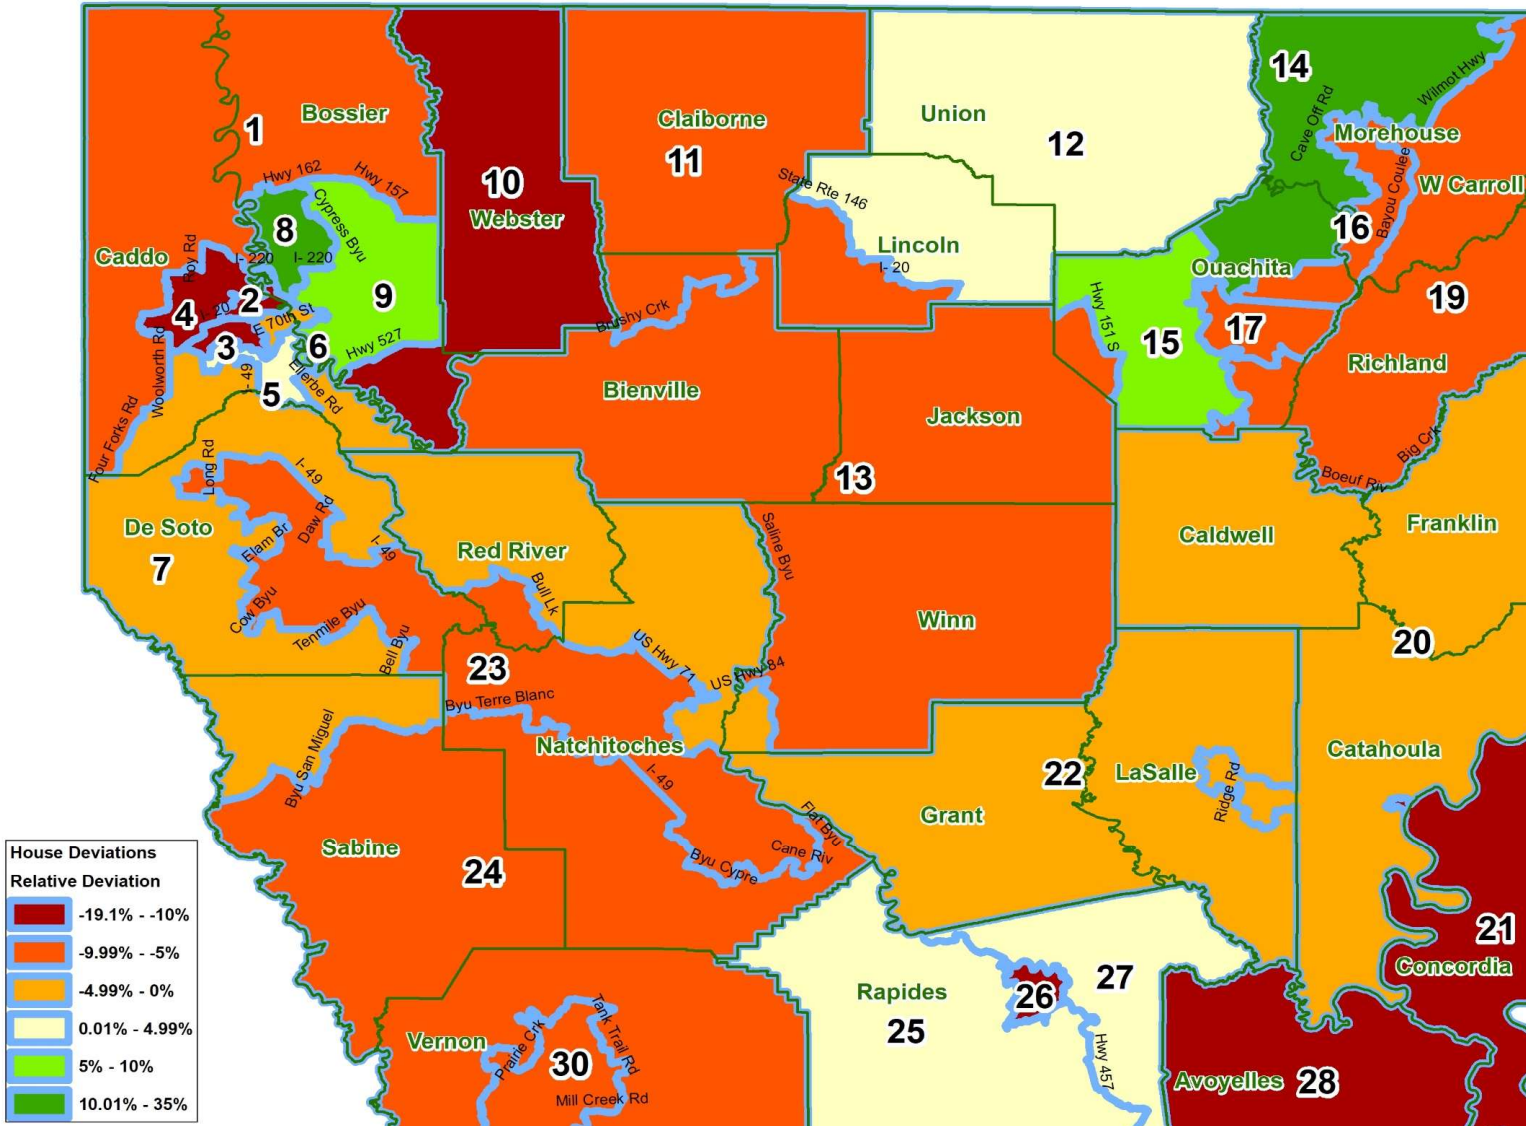 14
Wilmot Hwy
Cave Off Rd
Bossier
1
Union
Claiborne
12
Morehouse
11
Hwy 162
Hwy 157
10
State Rte 146
Bayou Coulee
W Carroll
Webster
Cypress Byu
8
16
Roy Rd
Caddo
I- 220
I- 220
Lincoln
I- 20
Ouachita
9
2
4
I- 20
E 70th St
Brushy Crk
Hwy 151 S
19
17
15
3
6
Hwy 527
Woolworth Rd
I- 49
5
Ellerbe Rd
Bienville
Richland
Jackson
Four Forks Rd
Long Rd
I- 49
13
Big Crk
Boeuf Riv
De Soto
Daw Rd
Elam Br
I- 49
Red River
Saline Byu
Caldwell
Franklin
7
Cow Byu
Tenmile Byu
Bull Lk
Winn
Bell Byu
US Hwy 71
20
23
US Hwy 84
Byu Terre Blanc
Natchitoches
Byu San Miguel
I- 49
22
LaSalle
Catahoula
Ridge Rd
Flat Byu
Grant
Sabine
Cane Riv
Byu Cypre
24
House Deviations
Relative Deviation
-19.1% - -10%
-9.99% - -5%
-4.99% - 0%
0.01% - 4.99%
5% - 10%
10.01% - 35%
21
Concordia
27
26
Rapides
25
Vernon
Prairie Crk
Tank Trail Rd
30
Hwy 457
Mill Creek Rd
Avoyelles
28